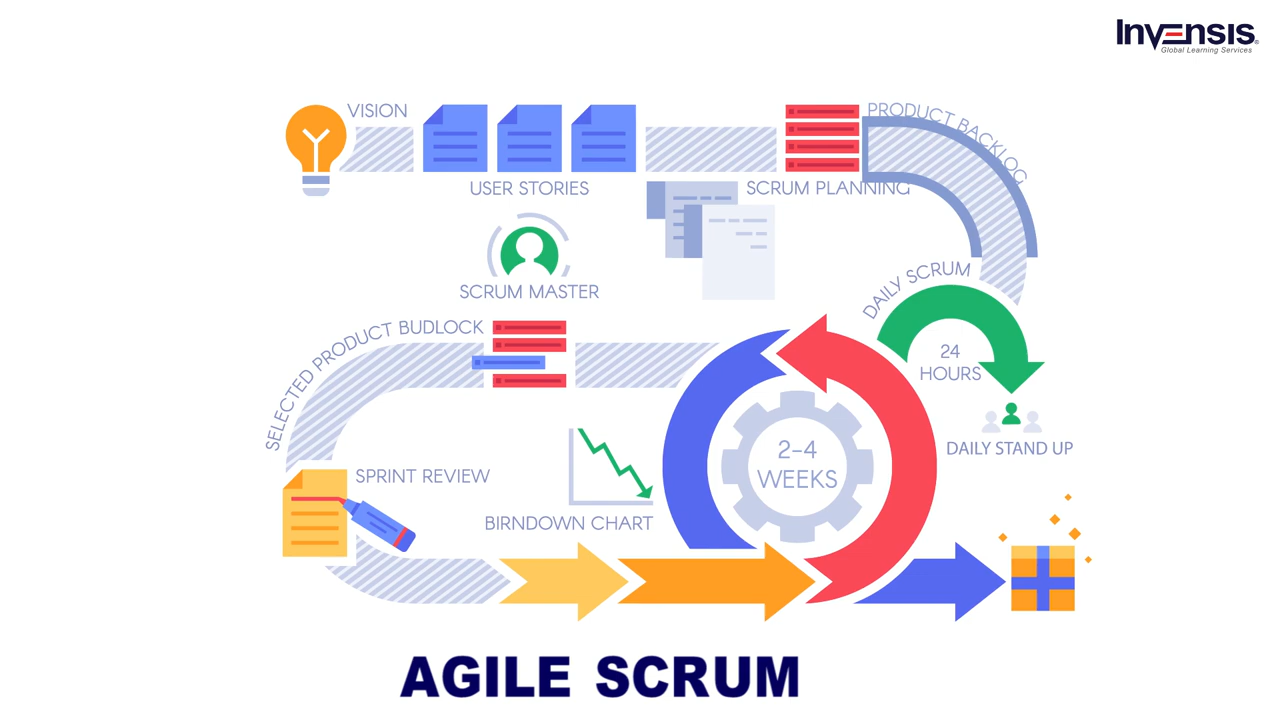 Invensis
Global Learning Services
VISION
PRODUCT BACKLOG
USER STORIES
SCRUM PLANNING
SCRUM MASTER
DAILY SCRUM
SELECTED PRODUCT BUDLOCK
24
HOURS
DAILY STAND UP
2-4
WEEKS
SPRINT REVIEW
BIRNDOWN CHART
AGILE SCRUM